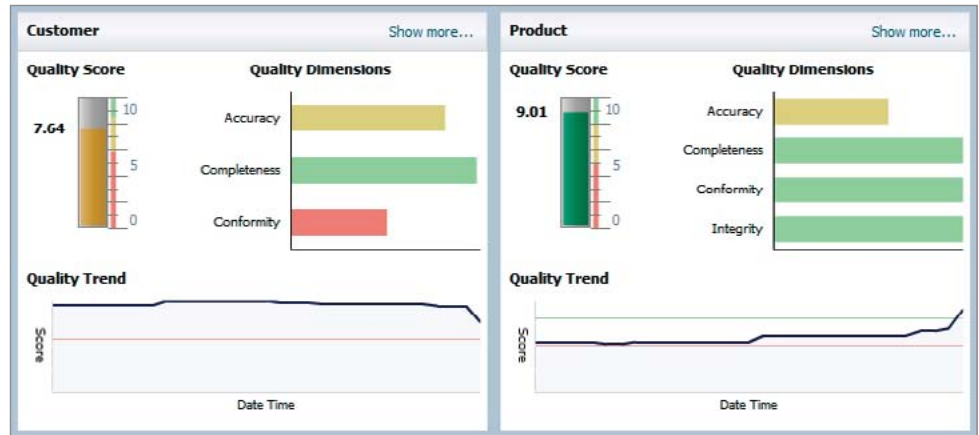 Customer
Show more...
Quality Score
Quality Dimensions
7.64
10
5
0
Accuracy
Completeness
Conformity
Quality Trend
Score
Date Time
Product
Show more...
Quality Score
Quality Dimensions
9.01
10
5
0
Accuracy
Completeness
Conformity
Integrity
Quality Trend
Score
Date Time